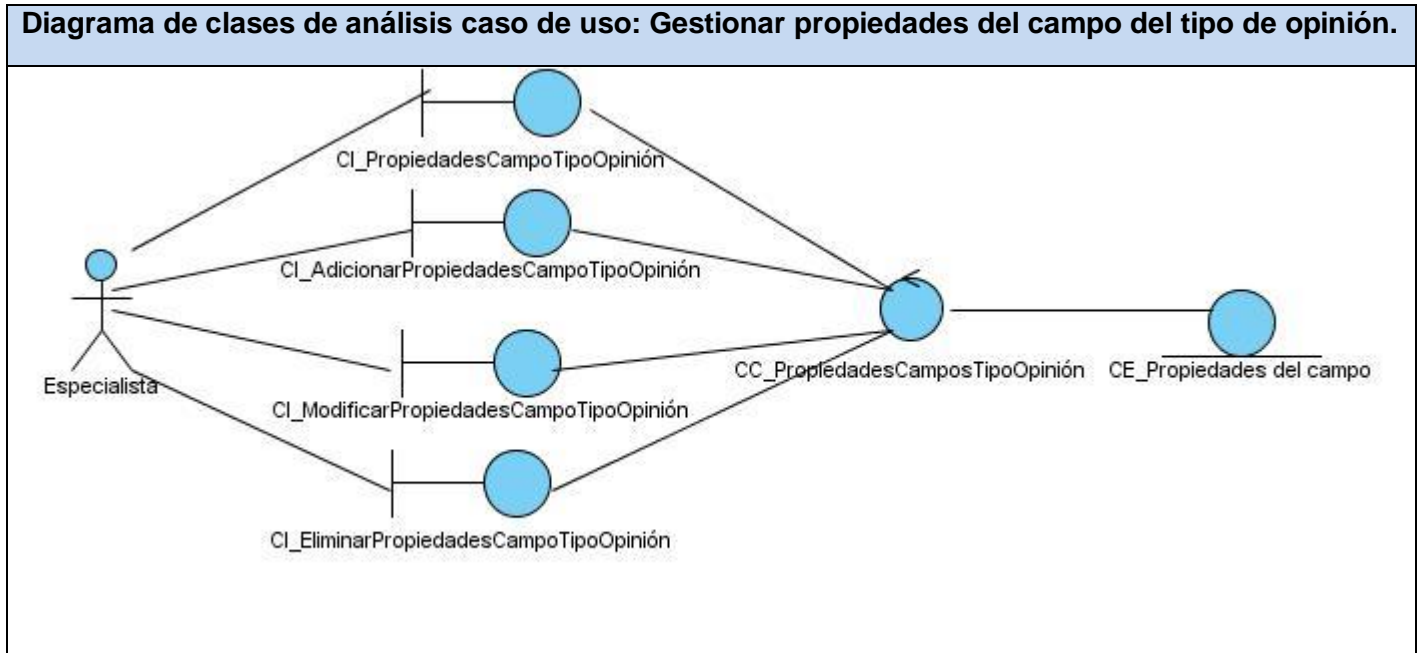 Diagrama de clases de análisis caso de uso: Gestionar propiedades del campo del tipo de opinión.
CI_PropiedadesCampoTipoOpinión
CI_AdicionarPropiedadesCampoTipoOpinión
Especialista
CC_PropiedadesCamposTipoOpinión
CE_Propiedades del campo
CI_ModificarPropiedadesCampoTipoOpinión
CI_EliminarPropiedadesCampoTipoOpinión